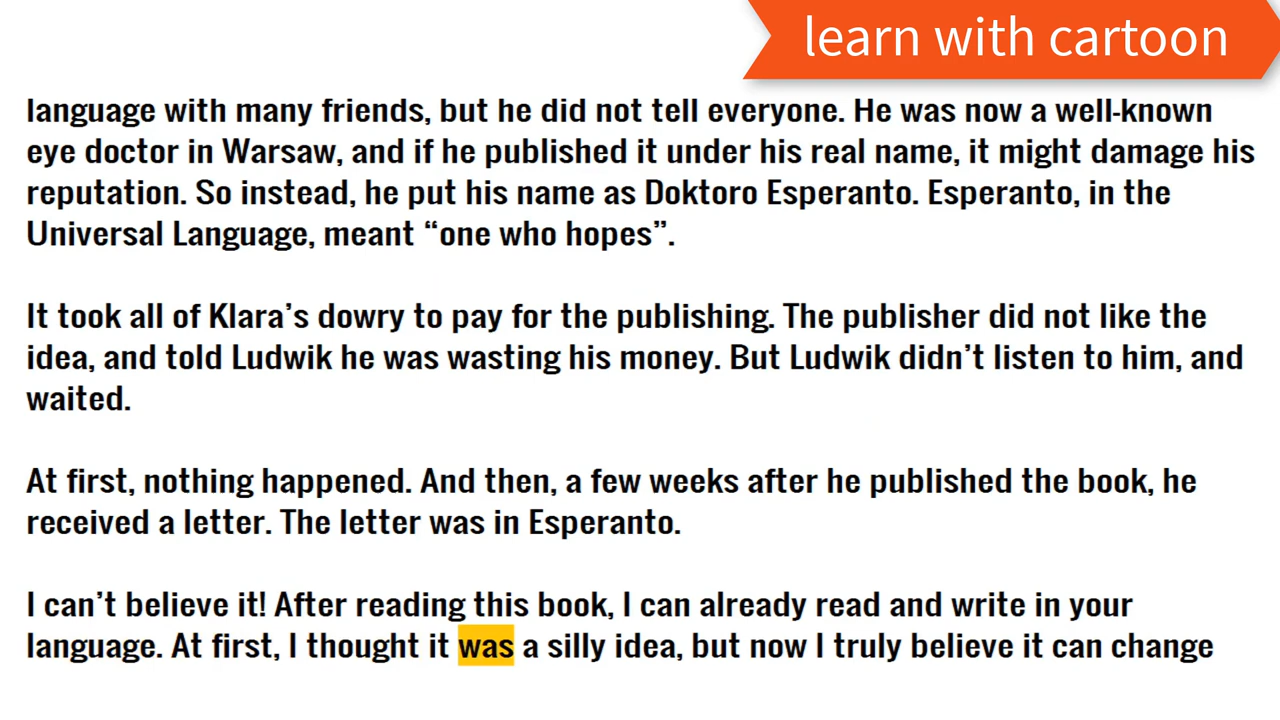 learn with cartoon
language with many friends, but he did not tell everyone. He was now a well-known
eye doctor in Warsaw, and if he published it under his real name, it might damage his
reputation. So instead, he put his name as Doktoro Esperanto. Esperanto, in the
Universal Language, meant “one who hopes”.
It took all of Klara’s dowry to pay for the publishing. The publisher did not like the
idea, and told Ludwik he was wasting his money. But Ludwik didn’t listen to him, and
waited.
At first, nothing happened. And then, a few weeks after he published the book, he
received a letter. The letter was in Esperanto.
I can’t believe it! After reading this book, I can already read and write in your
language. At first, I thought it was a silly idea, but now I truly believe it can change